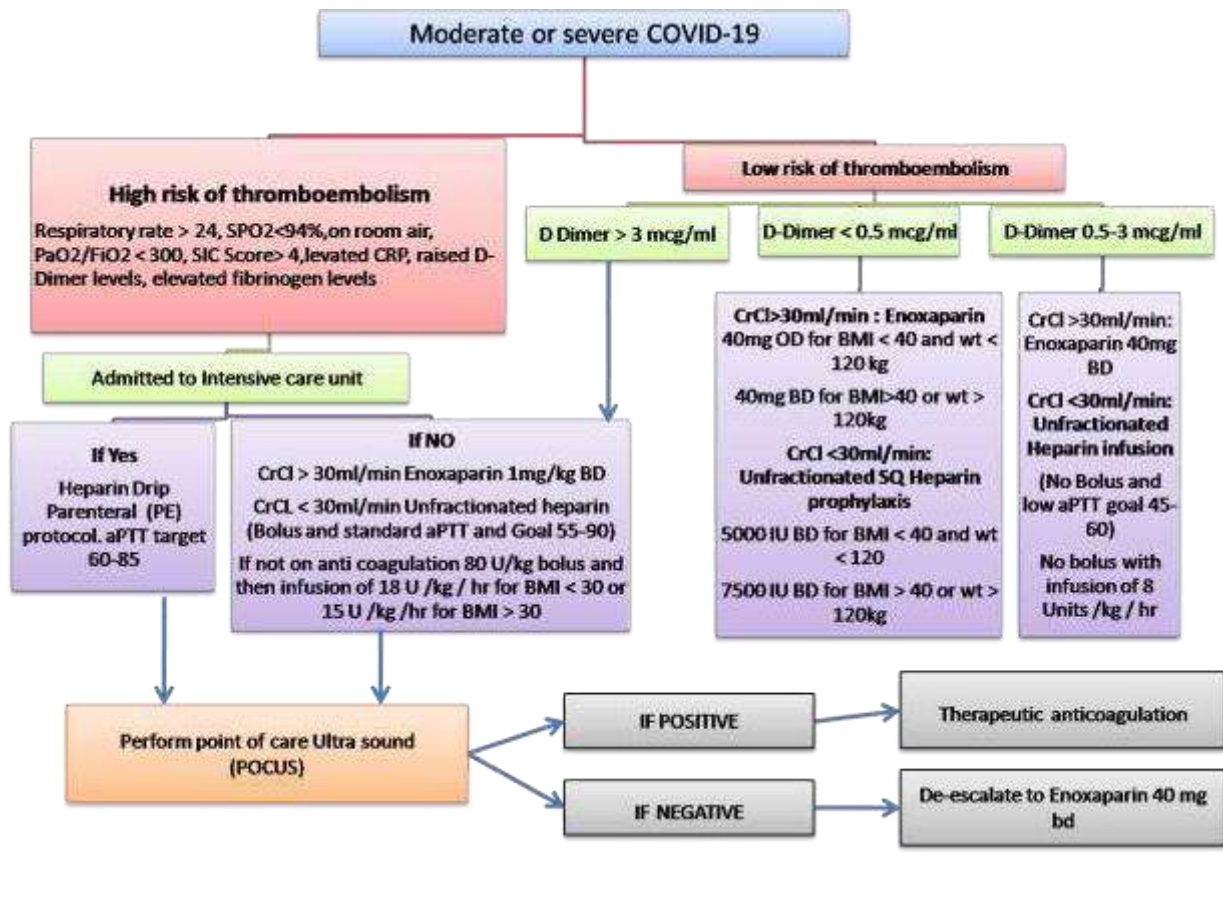 Moderate or severe COVID-19
High risk of thromboembolism
Respiratory rate > 24, SPO2<94%,on room air,
PaO2/FiO2 < 300, SIC Score> 4,levated CRP, raised D-
Dimer levels, elevated fibrinogen levels
Low risk of thromboembolism
D Dimer > 3 mcg/ml
D-Dimer < 0.5 mcg/ml
D-Dimer 0.5-3 mcg/ml
Admitted to Intensive care unit
If Yes
Heparin Drip
Parenteral (PE)
protocol. aPTT target
60-85
If NO
CrCl > 30ml/min Enoxaparin 1mg/kg BD
CrCL < 30ml/min Unfractionated heparin
(Bolus and standard aPTT and Goal 55-90)
If not on anti coagulation 80 U/kg bolus and
then infusion of 18 U /kg / hr for BMI < 30 or
15 U /kg /hr for BMI > 30
CrCl>30ml/min : Enoxaparin
40mg OD for BMI < 40 and wt <
120 kg
40mg BD for BMI>40 or wt >
120kg
CrCl <30ml/min:
Unfractionated SQ Heparin
prophylaxis
5000 IU BD for BMI < 40 and wt
< 120
7500 IU BD for BMI > 40 or wt >
120kg
CrCl >30ml/min:
Enoxaparin 40mg
BD
CrCl <30ml/min:
Unfractionated
Heparin infusion
(No Bolus and
low aPTT goal 45-
60)
No bolus with
infusion of 8
Units /kg / hr
Perform point of care Ultra sound
(POCUS)
IF POSITIVE
Therapeutic anticoagulation
IF NEGATIVE
De-escalate to Enoxaparin 40 mg
bd